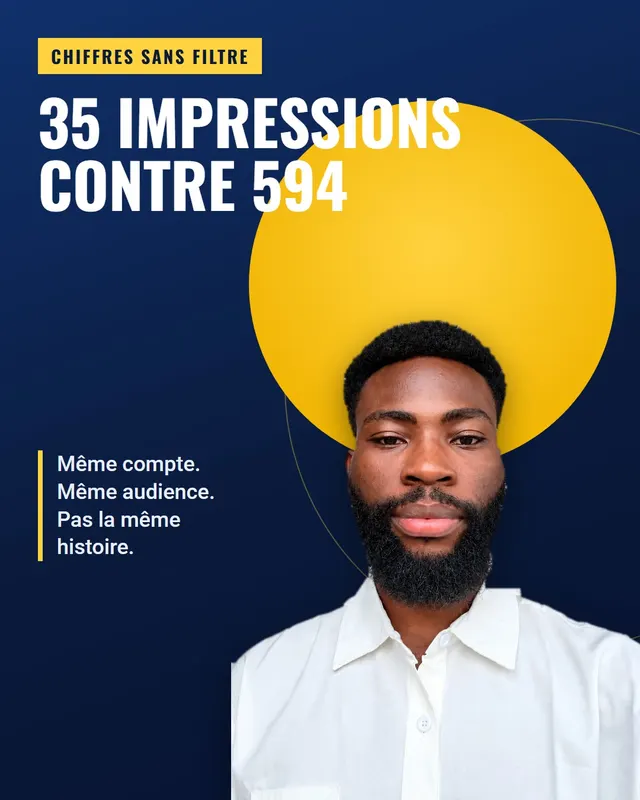 CHIFFRES SANS FILTRE
35 IMPRESSIONS
CONTRE 594
Même compte.
Même audience.
Pas la même
histoire.